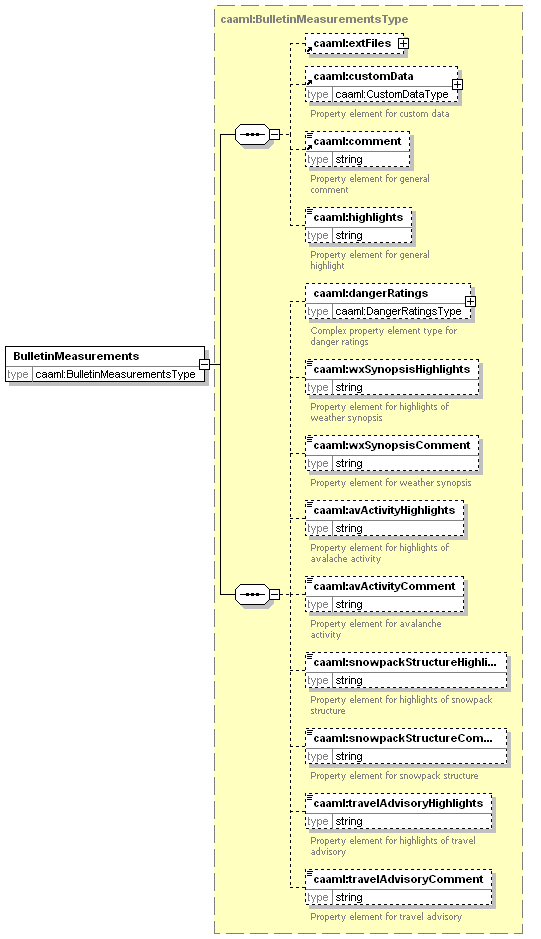 caaml:BulletinMeasurementsType
caaml:extFiles
caaml:customData
type caaml:CustomDataType
Property element for custom data
caaml:comment
type string
Property element for general
comment
caaml:highlights
type string
Property element for general
highlight
BulletinMeasurements
type caaml:BulletinMeasurementsType
caaml:dangerRatings
type caaml:DangerRatingsType
Complex property element type for
danger ratings
caaml:wxSynopsisHighlights
type string
Property element for highlights of
weather synopsis
caaml:wxSynopsisComment
type string
Property element for weather synopsis
caaml:avActivityHighlights
type string
Property element for highlights of
avalache activity
caaml:avActivityComment
type string
Property element for avalanche
activity
caaml:snowpackStructureHighli...
type string
Property element for highlights of snowpack
structure
caaml:snowpackStructureCom...
type string
Property element for snowpack structure
caaml:travelAdvisoryHighlights
type string
Property element for highlights of travel
advisory
caaml:travelAdvisoryComment
type string
Property element for travel advisory